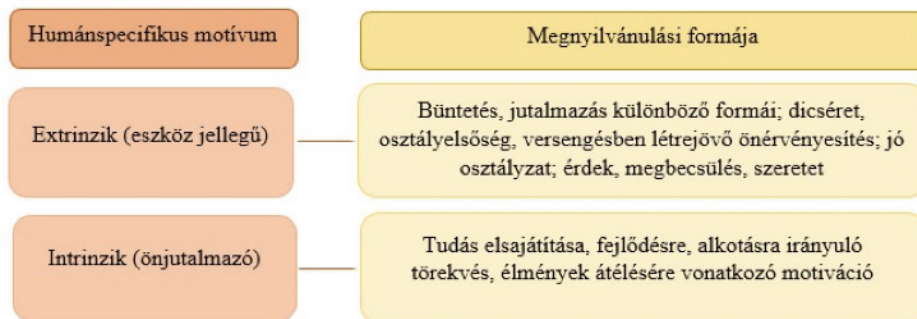 Humánspecifikus motívum
Megnyilvánulási formája
Extrinzik (eszköz jellegű)
Büntetés, jutalmazás különböző formái; dicséret,
osztályelsőség, versengésben létrejövő önérvényesítés; jó
osztályzat; érdek, megbecsülés, szeretet
Intrinzik (önjutalmazó)
Tudás elsajátítása, fejlődésre, alkotásra irányuló
törekvés, élmények átélésére vonatkozó motiváció